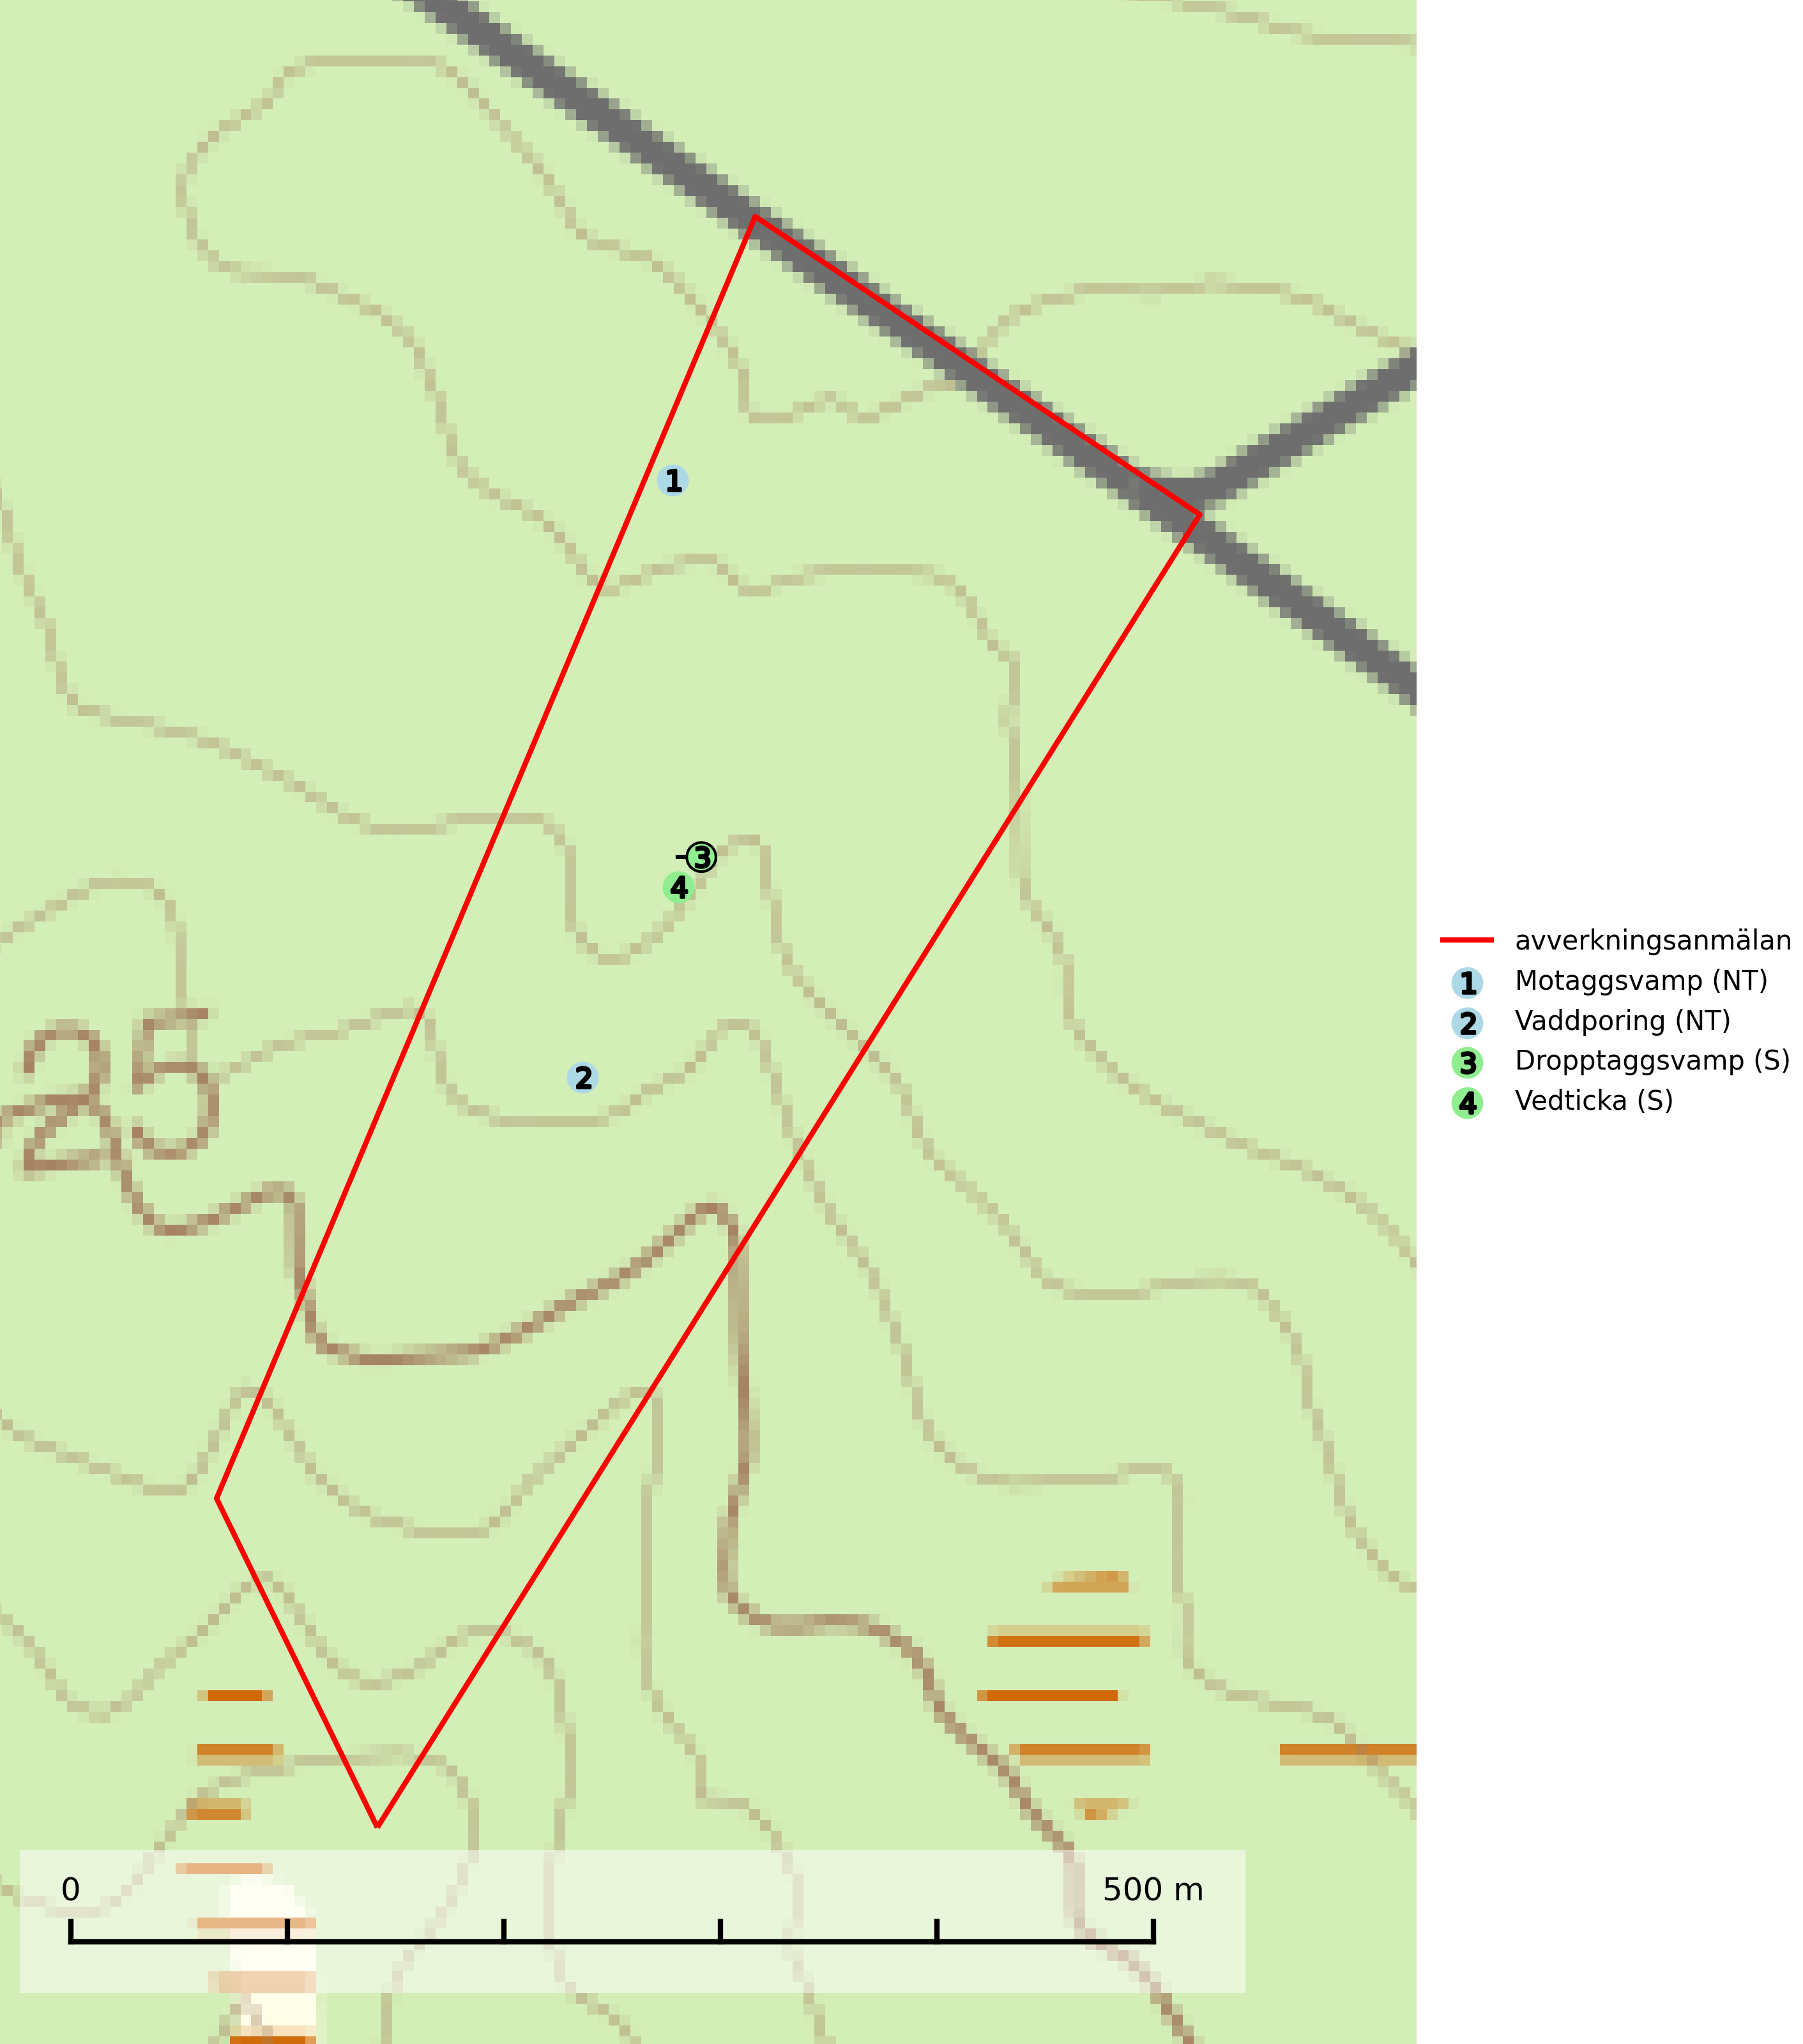 1
3
4
2
25
avverkningsanmälan
1 Motaggsvamp (NT)
2 Vaddporing (NT)
3 Dropptaggsvamp (S)
4 Vedticka (S)
0 500 m